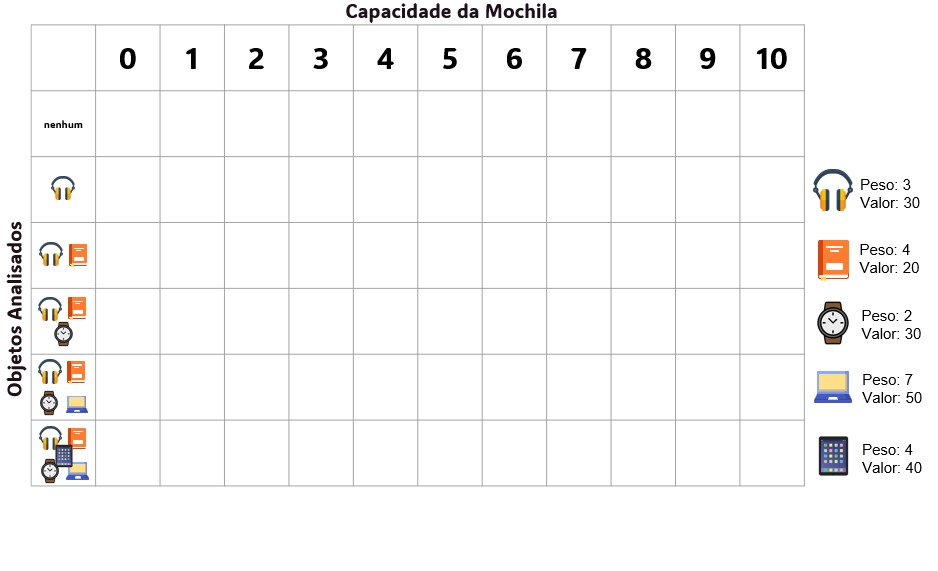 Capacidade da Mochila
0 1 2 3 4 5 6 7 8 9 10
nenhum
Objetos Analisados
Peso: 3
Valor: 30
Peso: 4
Valor: 20
Peso: 2
Valor: 30
Peso: 7
Valor: 50
Peso: 4
Valor: 40